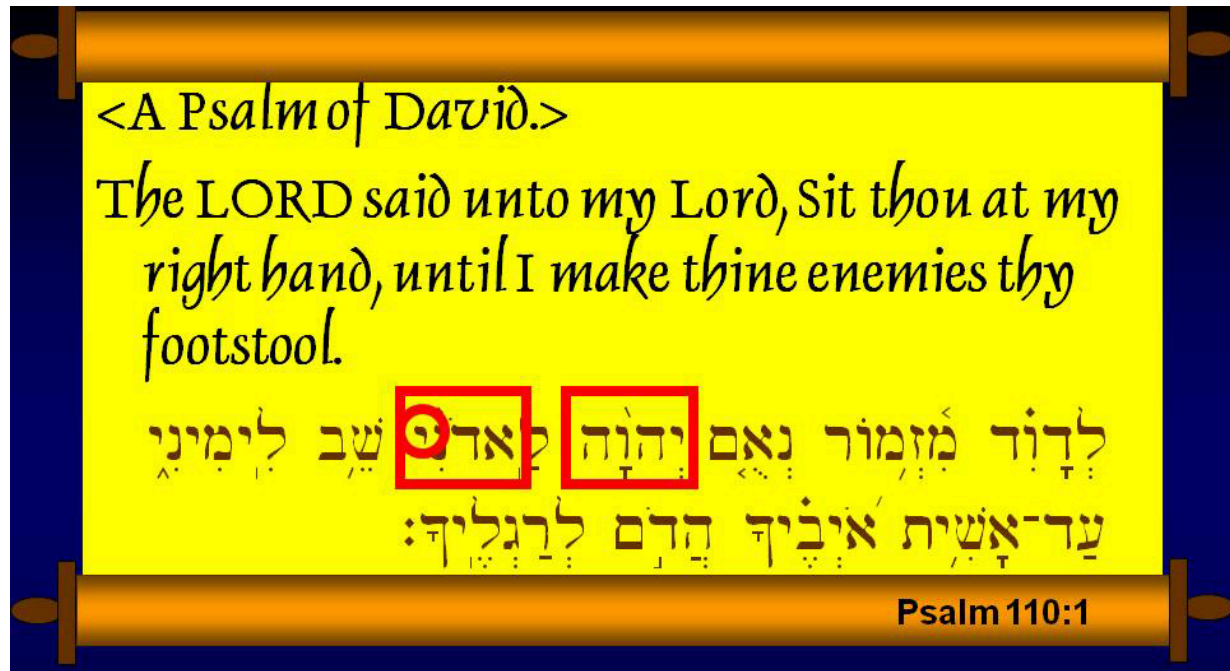 <A Psalm of David.>
The LORD said unto my Lord, Sit thou at my
right hand, until I make thine enemies thy
footstool.
לְדָוִ֗ד מִ֫זְמ֥וֹר נְאֻ֤ם יְהוָ֨ה לַֽאדֹנִ֗י שֵׁ֥ב לִֽימִינִ֑י
עַד־אָשִׁ֥ית אֹ֝יְבֶ֗יךָ הֲדֹ֣ם לְרַגְלֶֽיךָ׃
Psalm 110:1